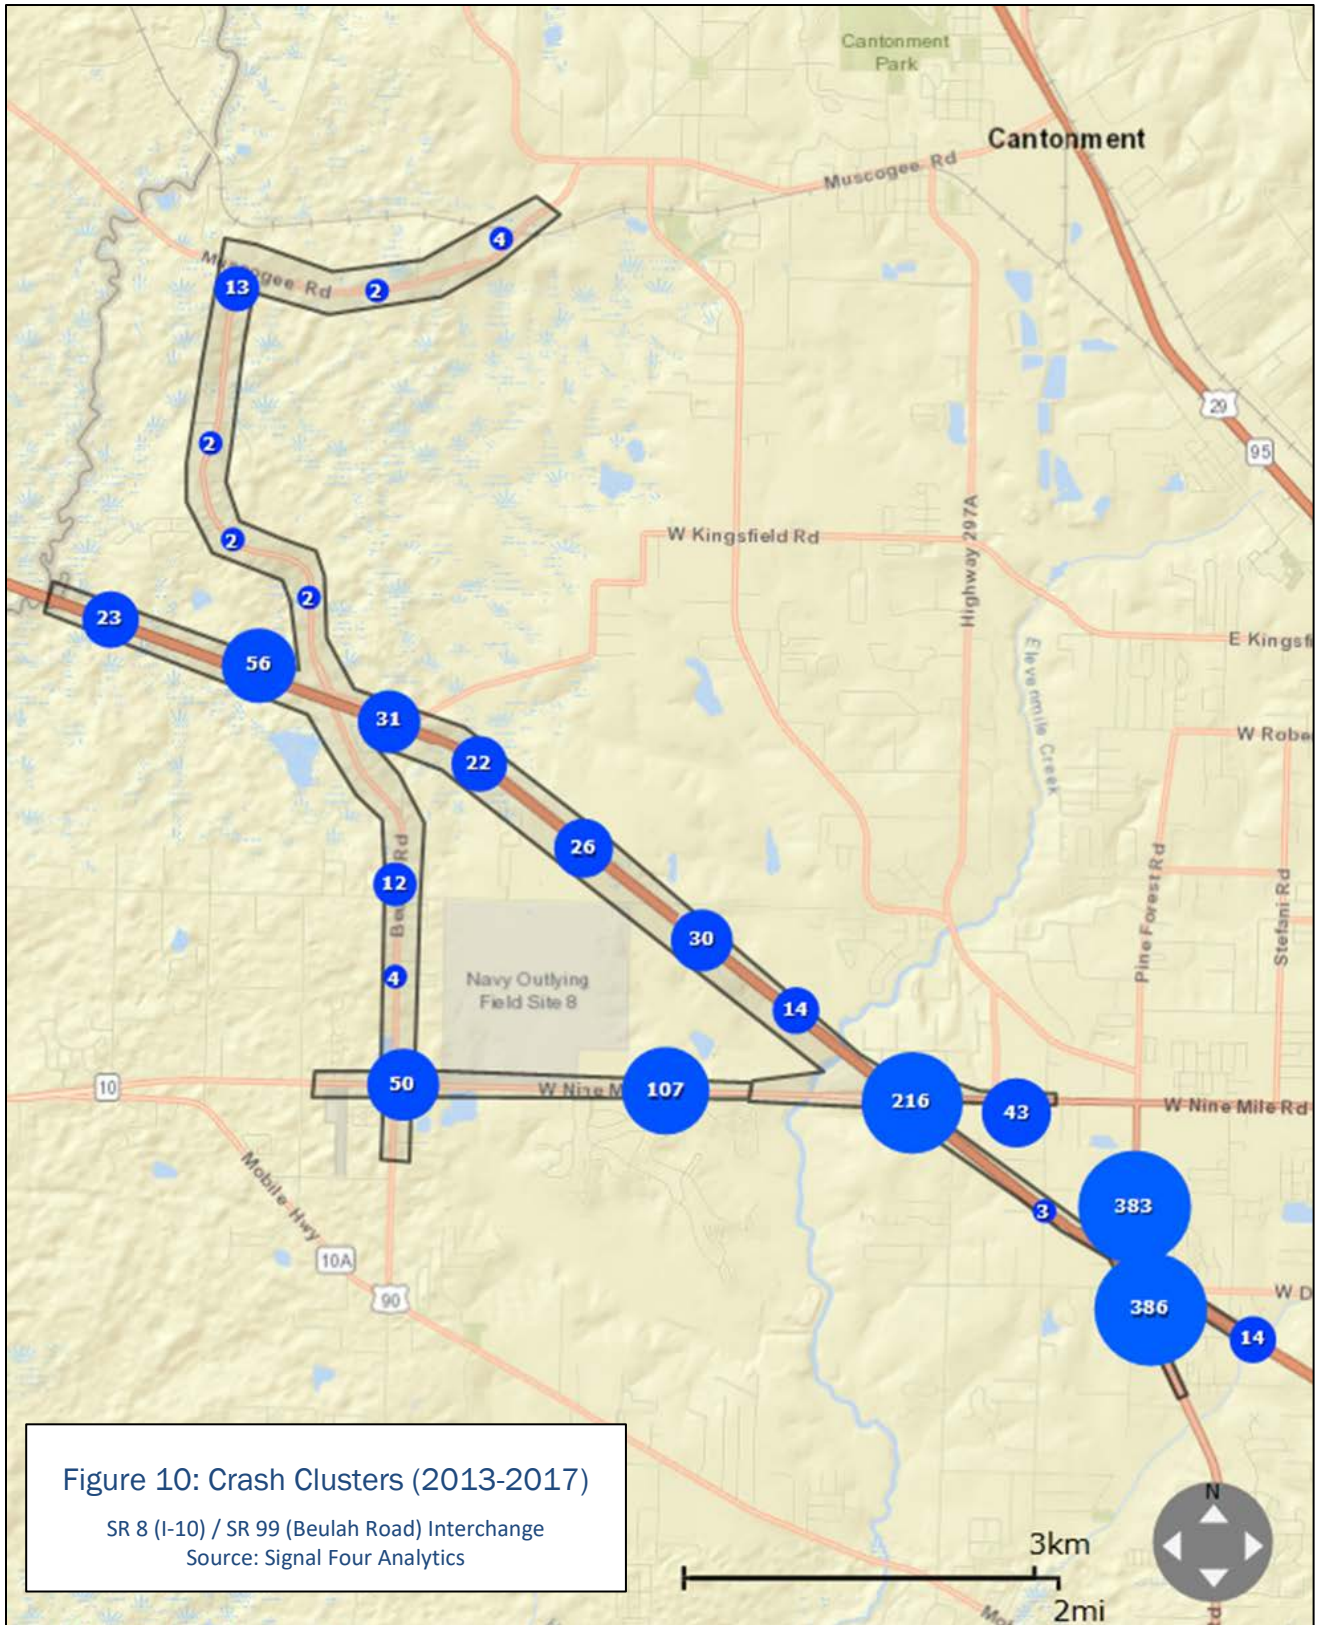 Cantonment
Park
Cantonment
Muscogee Rd
4
Muscogee Rd
13
2
29
2
95
W Kingsfield Rd
2
Highway 297A
2
23
E Kingsf
Elevenmile Creek
56
31
W Robe
22
26
Pine Forest Rd
Stefani Rd
12
Rd
30
4
Navy Outlying
Field Site 8
14
50
10
W Nine M
107
216
43
W Nine Mile Rd
Mobile Hwy
383
3
10A
90
W D
386
14
Figure 10: Crash Clusters (2013-2017)
SR 8 (I-10) / SR 99 (Beulah Road) Interchange
Source: Signal Four Analytics
N
3km
2mi